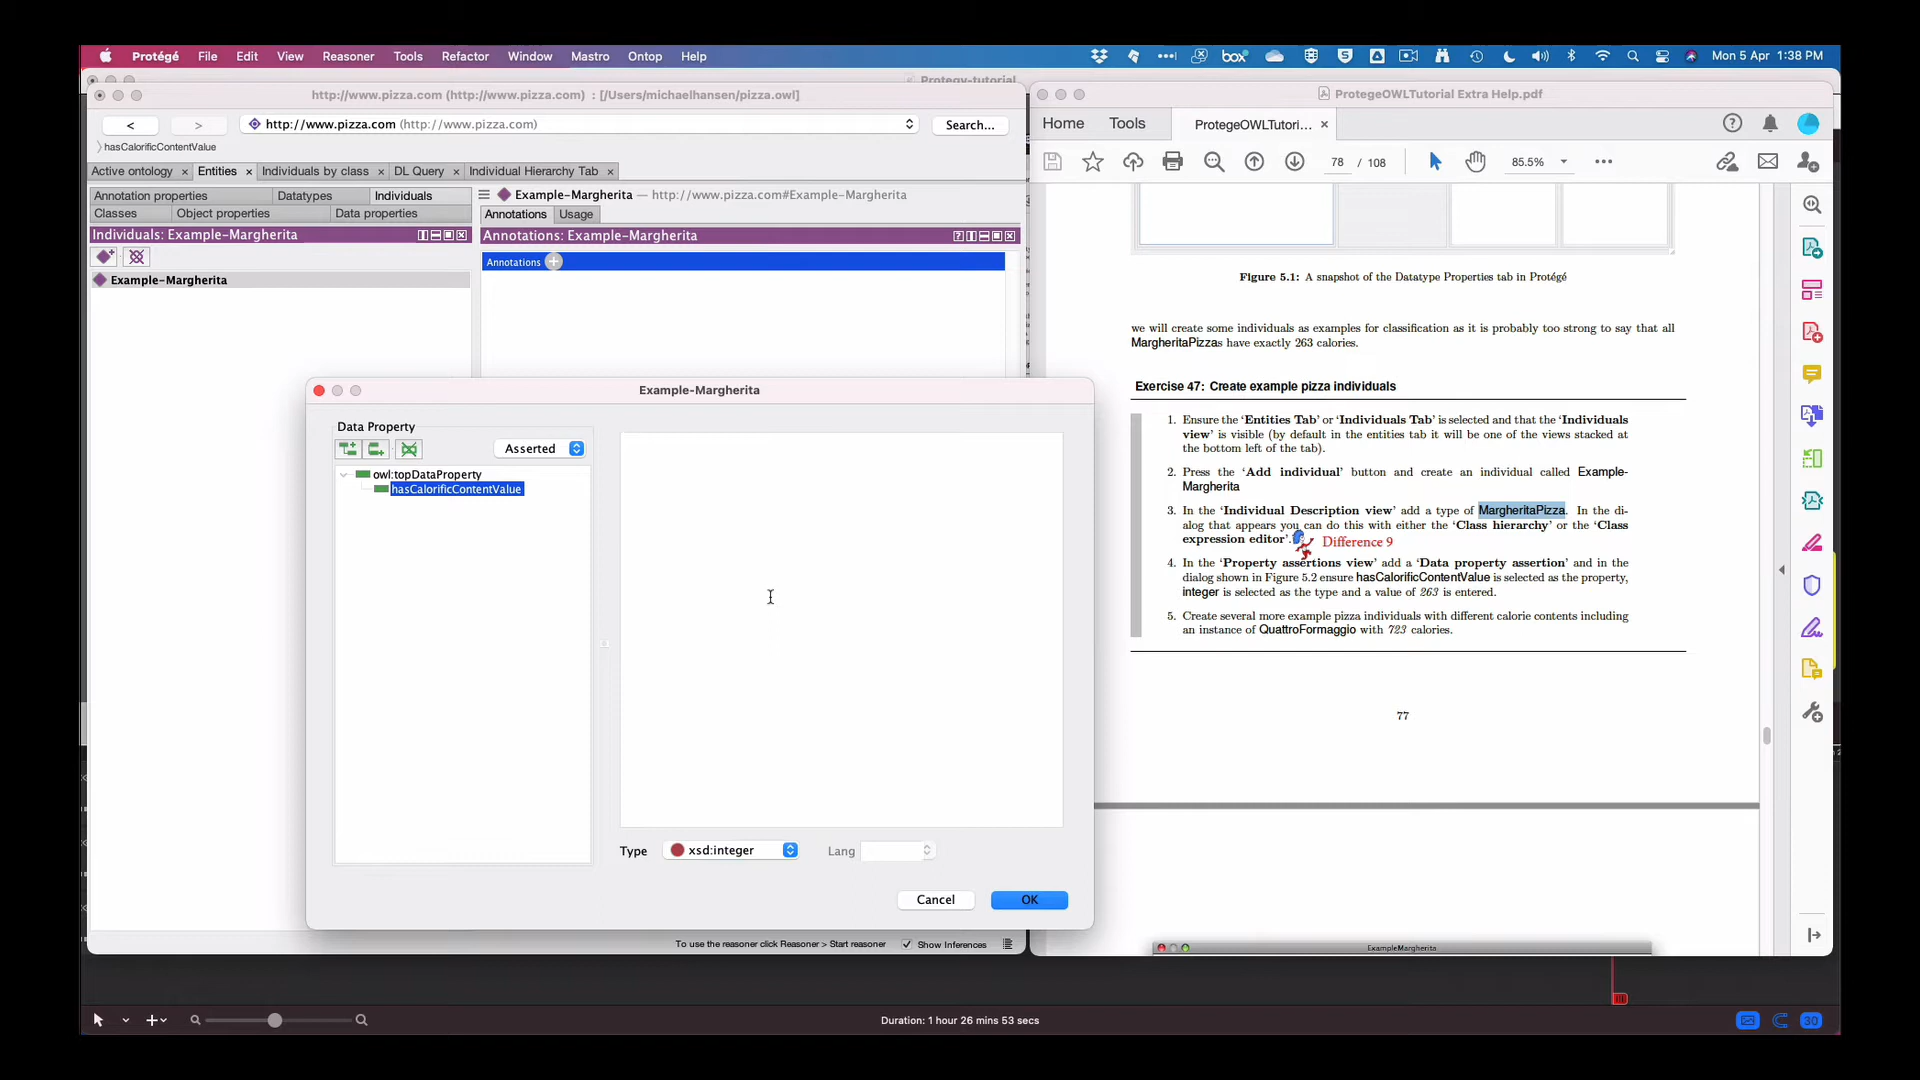 Protégé File Edit View Reasoner Tools Refactor Window Mastro Ontop Help
box
Mon 5 Apr 1:38 PM
Protegy-tutorial
http://www.pizza.com (http://www.pizza.com) : [/Users/michaelhansen/pizza.owl]
< > http://www.pizza.com (http://www.pizza.com) Search...
hasCalorificContentValue
Active ontology × Entities × Individuals by class × DL Query × Individual Hierarchy Tab ×
Annotation properties Datatypes Individuals
Classes Object properties Data properties
Individuals: Example-Margherita
Example-Margherita
Example-Margherita — http://www.pizza.com#Example-Margherita
Annotations Usage
Annotations: Example-Margherita
Annotations
Example-Margherita
Data Property
Asserted
owl:topDataProperty
hasCalorificContentValue
Type xsd:integer Lang
Cancel OK
To use the reasoner click Reasoner > Start reasoner Show Inferences
ProtegeOWLTutorial Extra Help.pdf
Home Tools ProtegeOWLTutori... ×
78 / 108 85.5%
Figure 5.1: A snapshot of the Datatype Properties tab in Protégé
we will create some individuals as examples for classification as it is probably too strong to say that all
MargheritaPizzas have exactly 263 calories.
Exercise 47: Create example pizza individuals
1. Ensure the ‘Entities Tab’ or ‘Individuals Tab’ is selected and that the ‘Individuals
view’ is visible (by default in the entities tab it will be one of the views stacked at
the bottom left of the tab).
2. Press the ‘Add individual’ button and create an individual called Example-
Margherita
3. In the ‘Individual Description view’ add a type of MargheritaPizza. In the di-
alog that appears you can do this with either the ‘Class hierarchy’ or the ‘Class
expression editor’.
Difference 9
4. In the ‘Property assertions view’ add a ‘Data property assertion’ and in the
dialog shown in Figure 5.2 ensure hasCalorificContentValue is selected as the property,
integer is selected as the type and a value of 263 is entered.
5. Create several more example pizza individuals with different calorie contents including
an instance of QuattroFormaggio with 723 calories.
77
ExampleMargherita
Duration: 1 hour 26 mins 53 secs
30